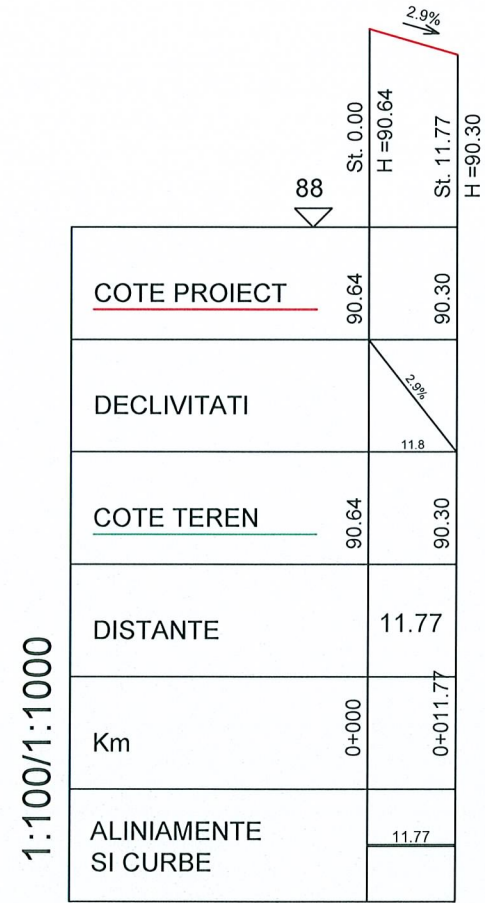 2.9%
St. 0.00
H =90.64
St. 11.77
H =90.30
88
COTE PROIECT
90.64
90.30
DECLIVITATI
2.9%
11.8
COTE TEREN
90.64
90.30
DISTANTE
11.77
Km
0+000
0+011.77
ALINIAMENTE
SI CURBE
11.77
1:100/1:1000